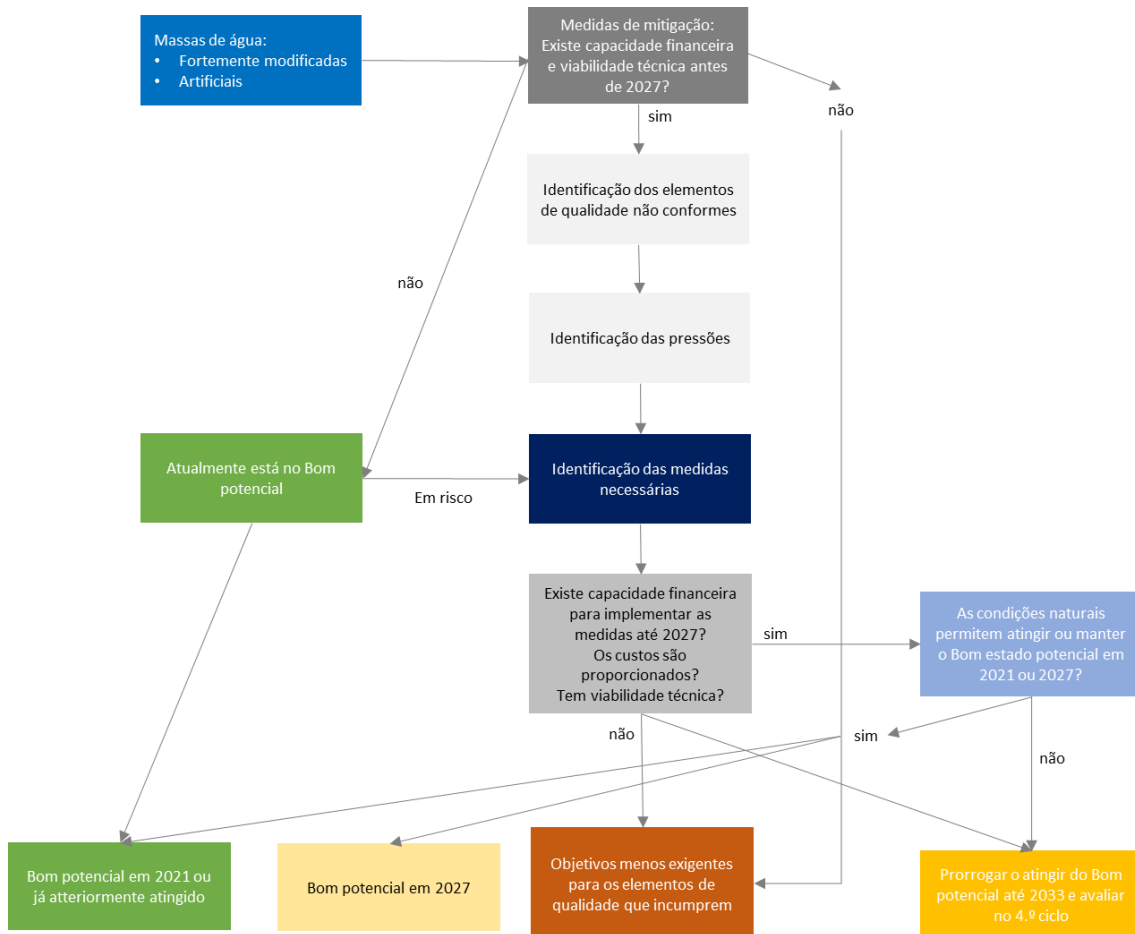 Massas de água:
• Fortemente modificadas
• Artificiais
Medidas de mitigação:
Existe capacidade financeira
e viabilidade técnica antes
de 2027?
não
sim
Identificação dos elementos
de qualidade não conformes
não
Identificação das pressões
Atualmente está no Bom
potencial
Em risco
Identificação das medidas
necessárias
Existe capacidade financeira
para implementar as
medidas até 2027?
Os custos são
proporcionados?
Tem viabilidade técnica?
sim
As condições naturais
permitem atingir ou manter
o Bom estado potencial em
2021 ou 2027?
não
sim
não
Bom potencial em 2021 ou
já atteriormente atingido
Bom potencial em 2027
Objetivos menos exigentes
para os elementos de
qualidade que incumprem
Prorrogar o atingir do Bom
potencial até 2033 e avaliar
no 4.º ciclo